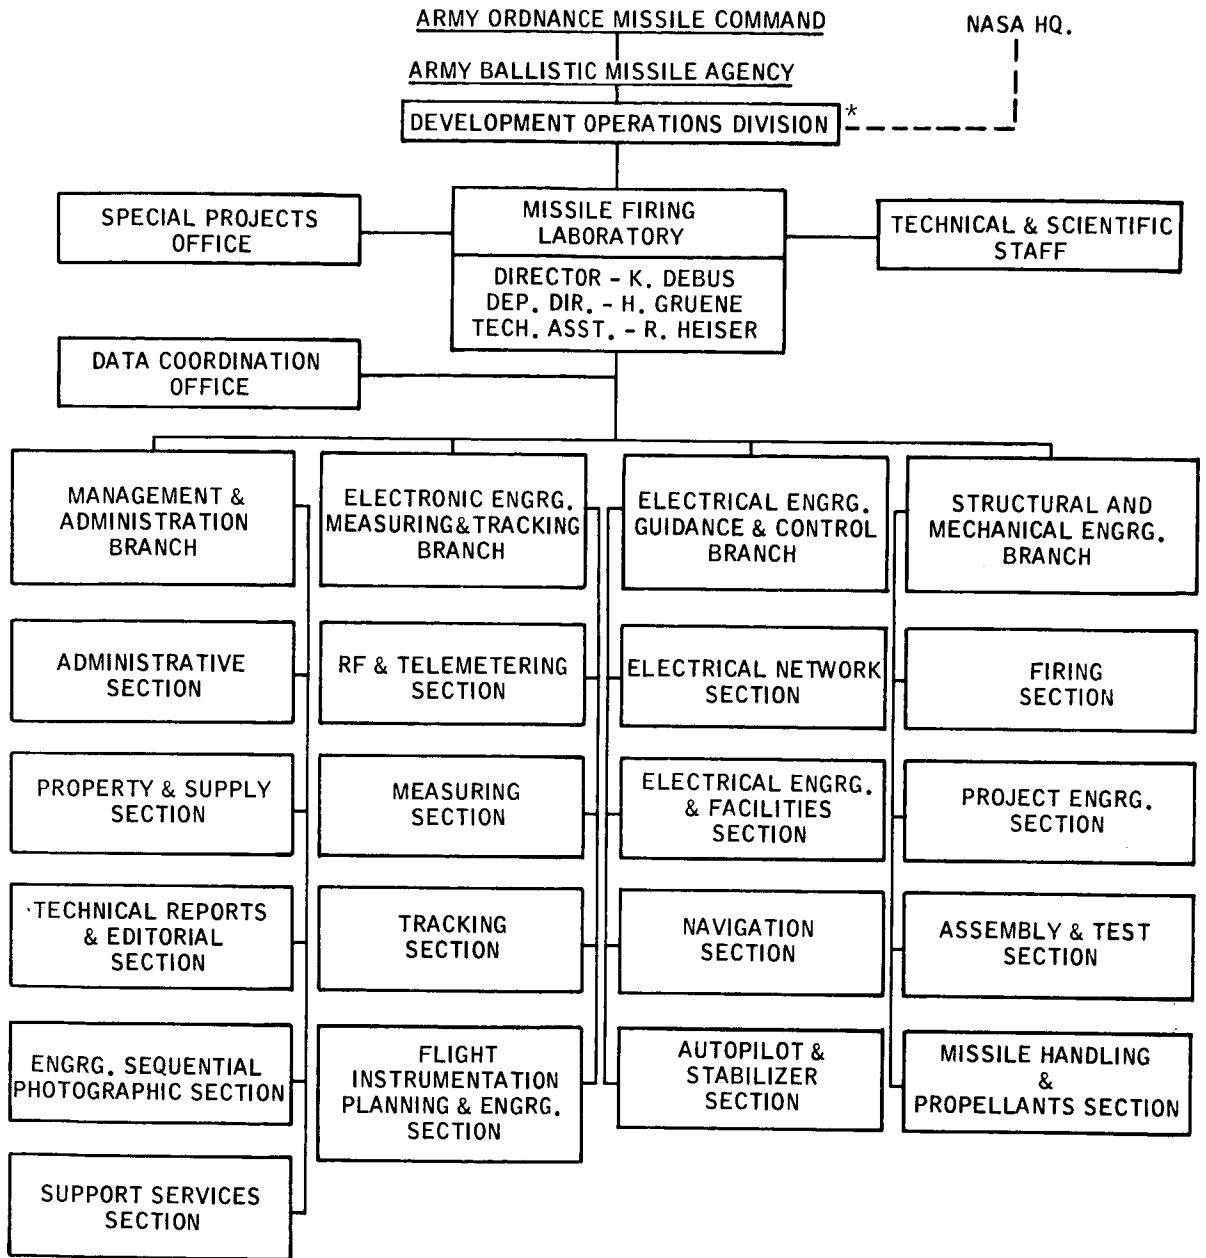 ARMY ORDNANCE MISSILE COMMAND
NASA HQ.
ARMY BALLISTIC MISSILE AGENCY
DEVELOPMENT OPERATIONS DIVISION *
SPECIAL PROJECTS
OFFICE
MISSILE FIRING
LABORATORY
DIRECTOR – K. DEBUS
DEP. DIR. – H. GRUENE
TECH. ASST. – R. HEISER
TECHNICAL & SCIENTIFIC
STAFF
DATA COORDINATION
OFFICE
MANAGEMENT &
ADMINISTRATION
BRANCH
ELECTRONIC ENGRG.
MEASURING & TRACKING
BRANCH
ELECTRICAL ENGRG.
GUIDANCE & CONTROL
BRANCH
STRUCTURAL AND
MECHANICAL ENGRG.
BRANCH
ADMINISTRATIVE
SECTION
RF & TELEMETERING
SECTION
ELECTRICAL NETWORK
SECTION
FIRING
SECTION
PROPERTY & SUPPLY
SECTION
MEASURING
SECTION
ELECTRICAL ENGRG.
& FACILITIES
SECTION
PROJECT ENGRG.
SECTION
TECHNICAL REPORTS
& EDITORIAL
SECTION
TRACKING
SECTION
NAVIGATION
SECTION
ASSEMBLY & TEST
SECTION
ENGRG. SEQUENTIAL
PHOTOGRAPHIC SECTION
FLIGHT
INSTRUMENTATION
PLANNING & ENGRG.
SECTION
AUTOPILOT &
STABILIZER
SECTION
MISSILE HANDLING
&
PROPELLANTS SECTION
SUPPORT SERVICES
SECTION